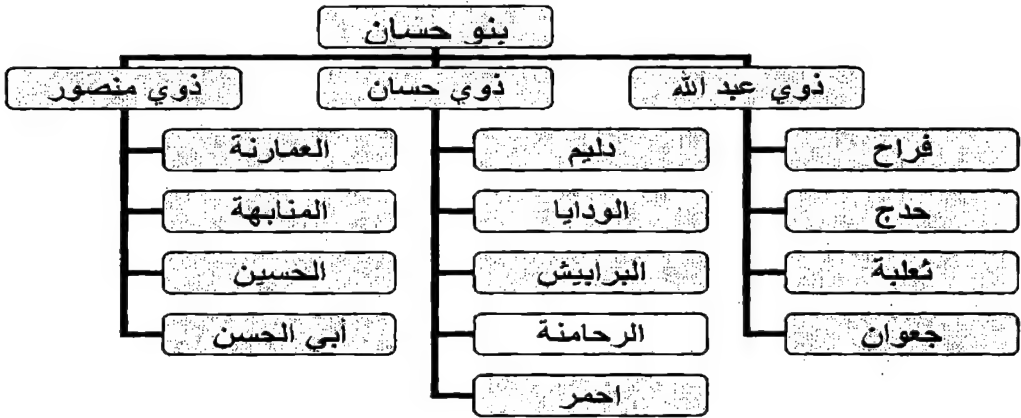 بنو حسان
ذوي عبد الله
ذوي حسان
ذوي منصور
فراح
دليم
العمارنة
حدج
الودايا
المنابهة
ثعلبة
البرابيش
الحسين
جعوان
الرحامنة
أبي الحسن
احمر